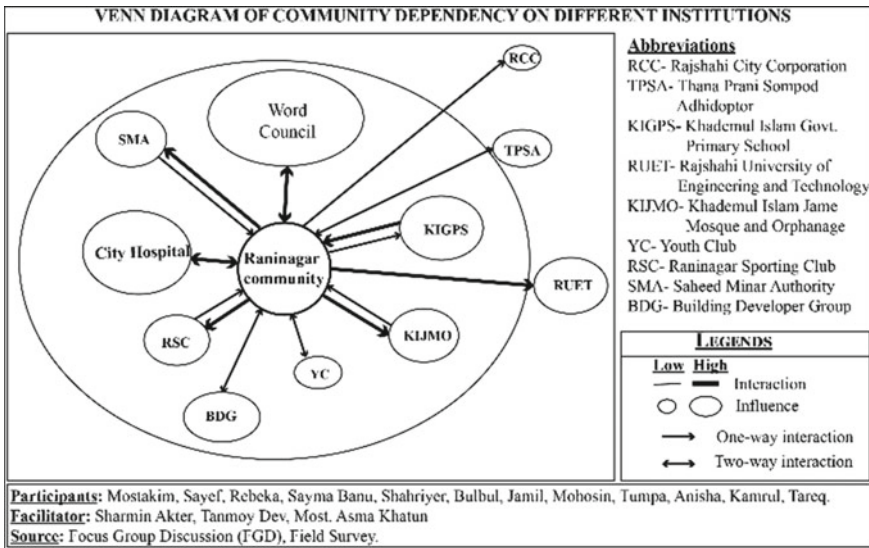 VENN DIAGRAM OF COMMUNITY DEPENDENCY ON DIFFERENT INSTITUTIONS
RCC
Word
Council
SMA
TPSA
KIGPS
City Hospital
Raninagar
community
RUET
RSC
KIJMO
YC
BDG
Abbreviations
RCC- Rajshahi City Corporation
TPSA- Thana Prani Sompod
Adhidoptor
KIGPS- Khademul Islam Govt.
Primary School
RUET- Rajshahi University of
Engineering and Technology
KIJMO- Khademul Islam Jame
Mosque and Orphanage
YC- Youth Club
RSC- Raninagar Sporting Club
SMA- Saheed Minar Authority
BDG- Building Developer Group
LEGENDS
Low High
Interaction
Influence
One-way interaction
Two-way interaction
Participants: Mostakim, Sayef, Rebeka, Sayma Banu, Shahriyer, Bulbul, Jamil, Mohosin, Tumpa, Anisha, Kamrul, Tareq.
Facilitator: Sharmin Akter, Tanmoy Dev, Most. Asma Khatun
Source: Focus Group Discussion (FGD), Field Survey.